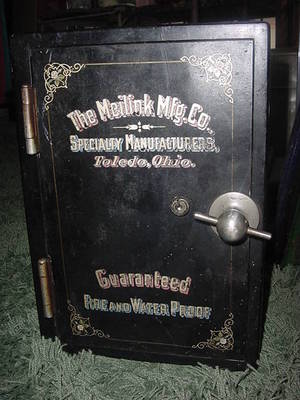 The Meilink Mfg. Co.,
Specialty Manufacturers,
Toledo, Ohio.
Guaranteed
Fire and Water Proof